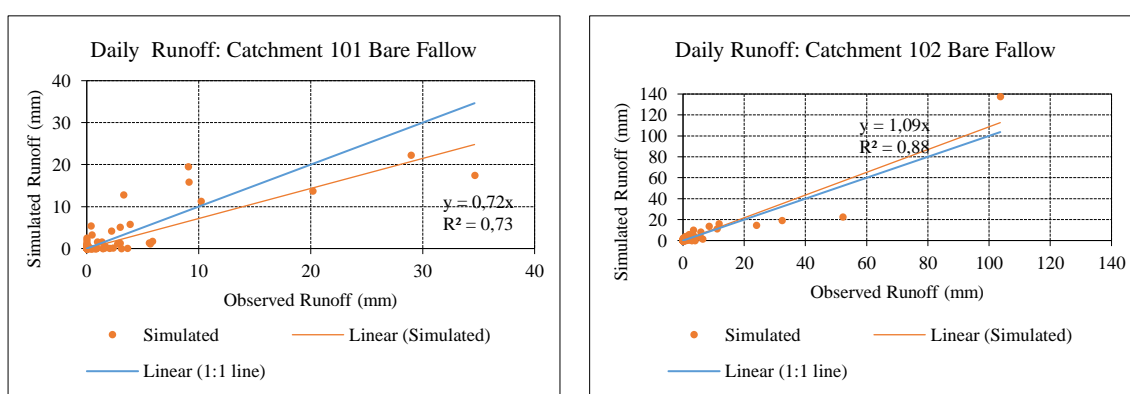 Daily  Runoff: Catchment 101 Bare Fallow
Simulated Runoff (mm)
40
30
20
10
0
y = 0,72x
R² = 0,73
0 10 20 30 40
Observed Runoff (mm)
Simulated Linear (Simulated)
Linear (1:1 line)
Daily Runoff: Catchment 102 Bare Fallow
Simulated Runoff (mm)
140
120
100
80
60
40
20
0
y = 1,09x
R² = 0,88
0 20 40 60 80 100 120 140
Observed Runoff (mm)
Simulated Linear (Simulated)
Linear (1:1 line)